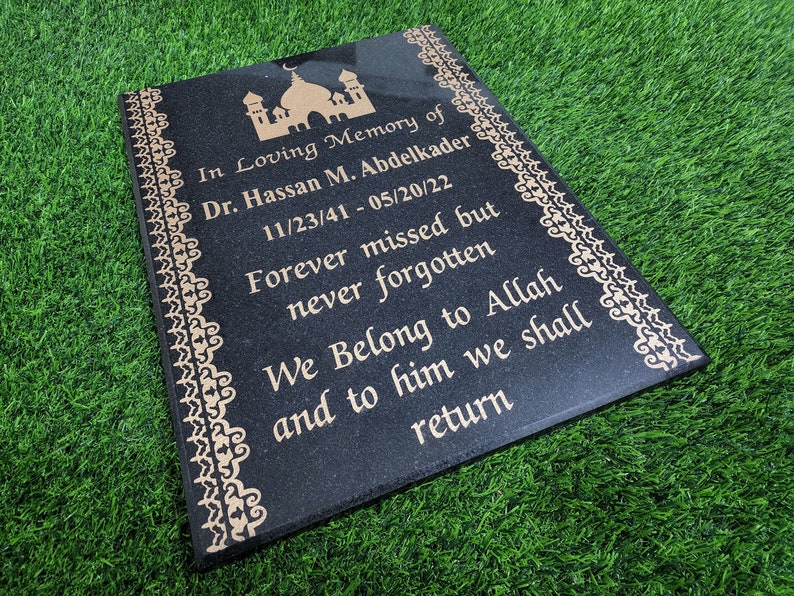 In Loving Memory of
Dr. Hassan M. Abdelkader
11/23/41 - 05/20/22
Forever missed but
never forgotten
We Belong to Allah
and to him we shall
return